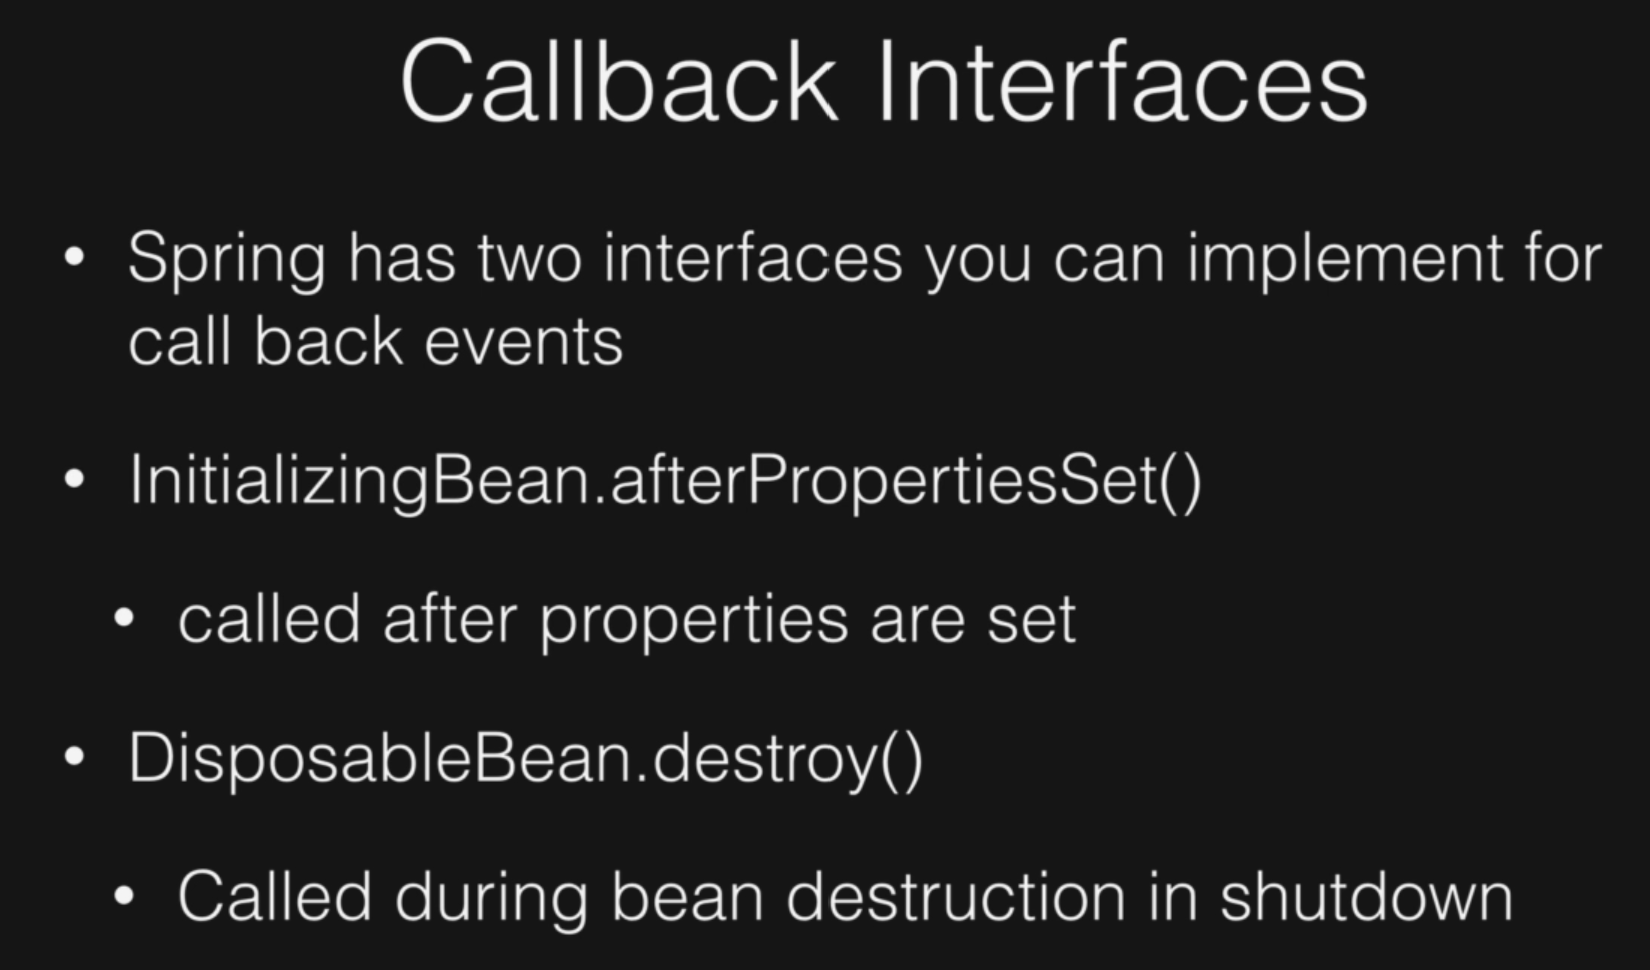 Callback Interfaces
• Spring has two interfaces you can implement for
call back events
• InitializingBean.afterPropertiesSet()
• called after properties are set
• DisposableBean.destroy()
• Called during bean destruction in shutdown